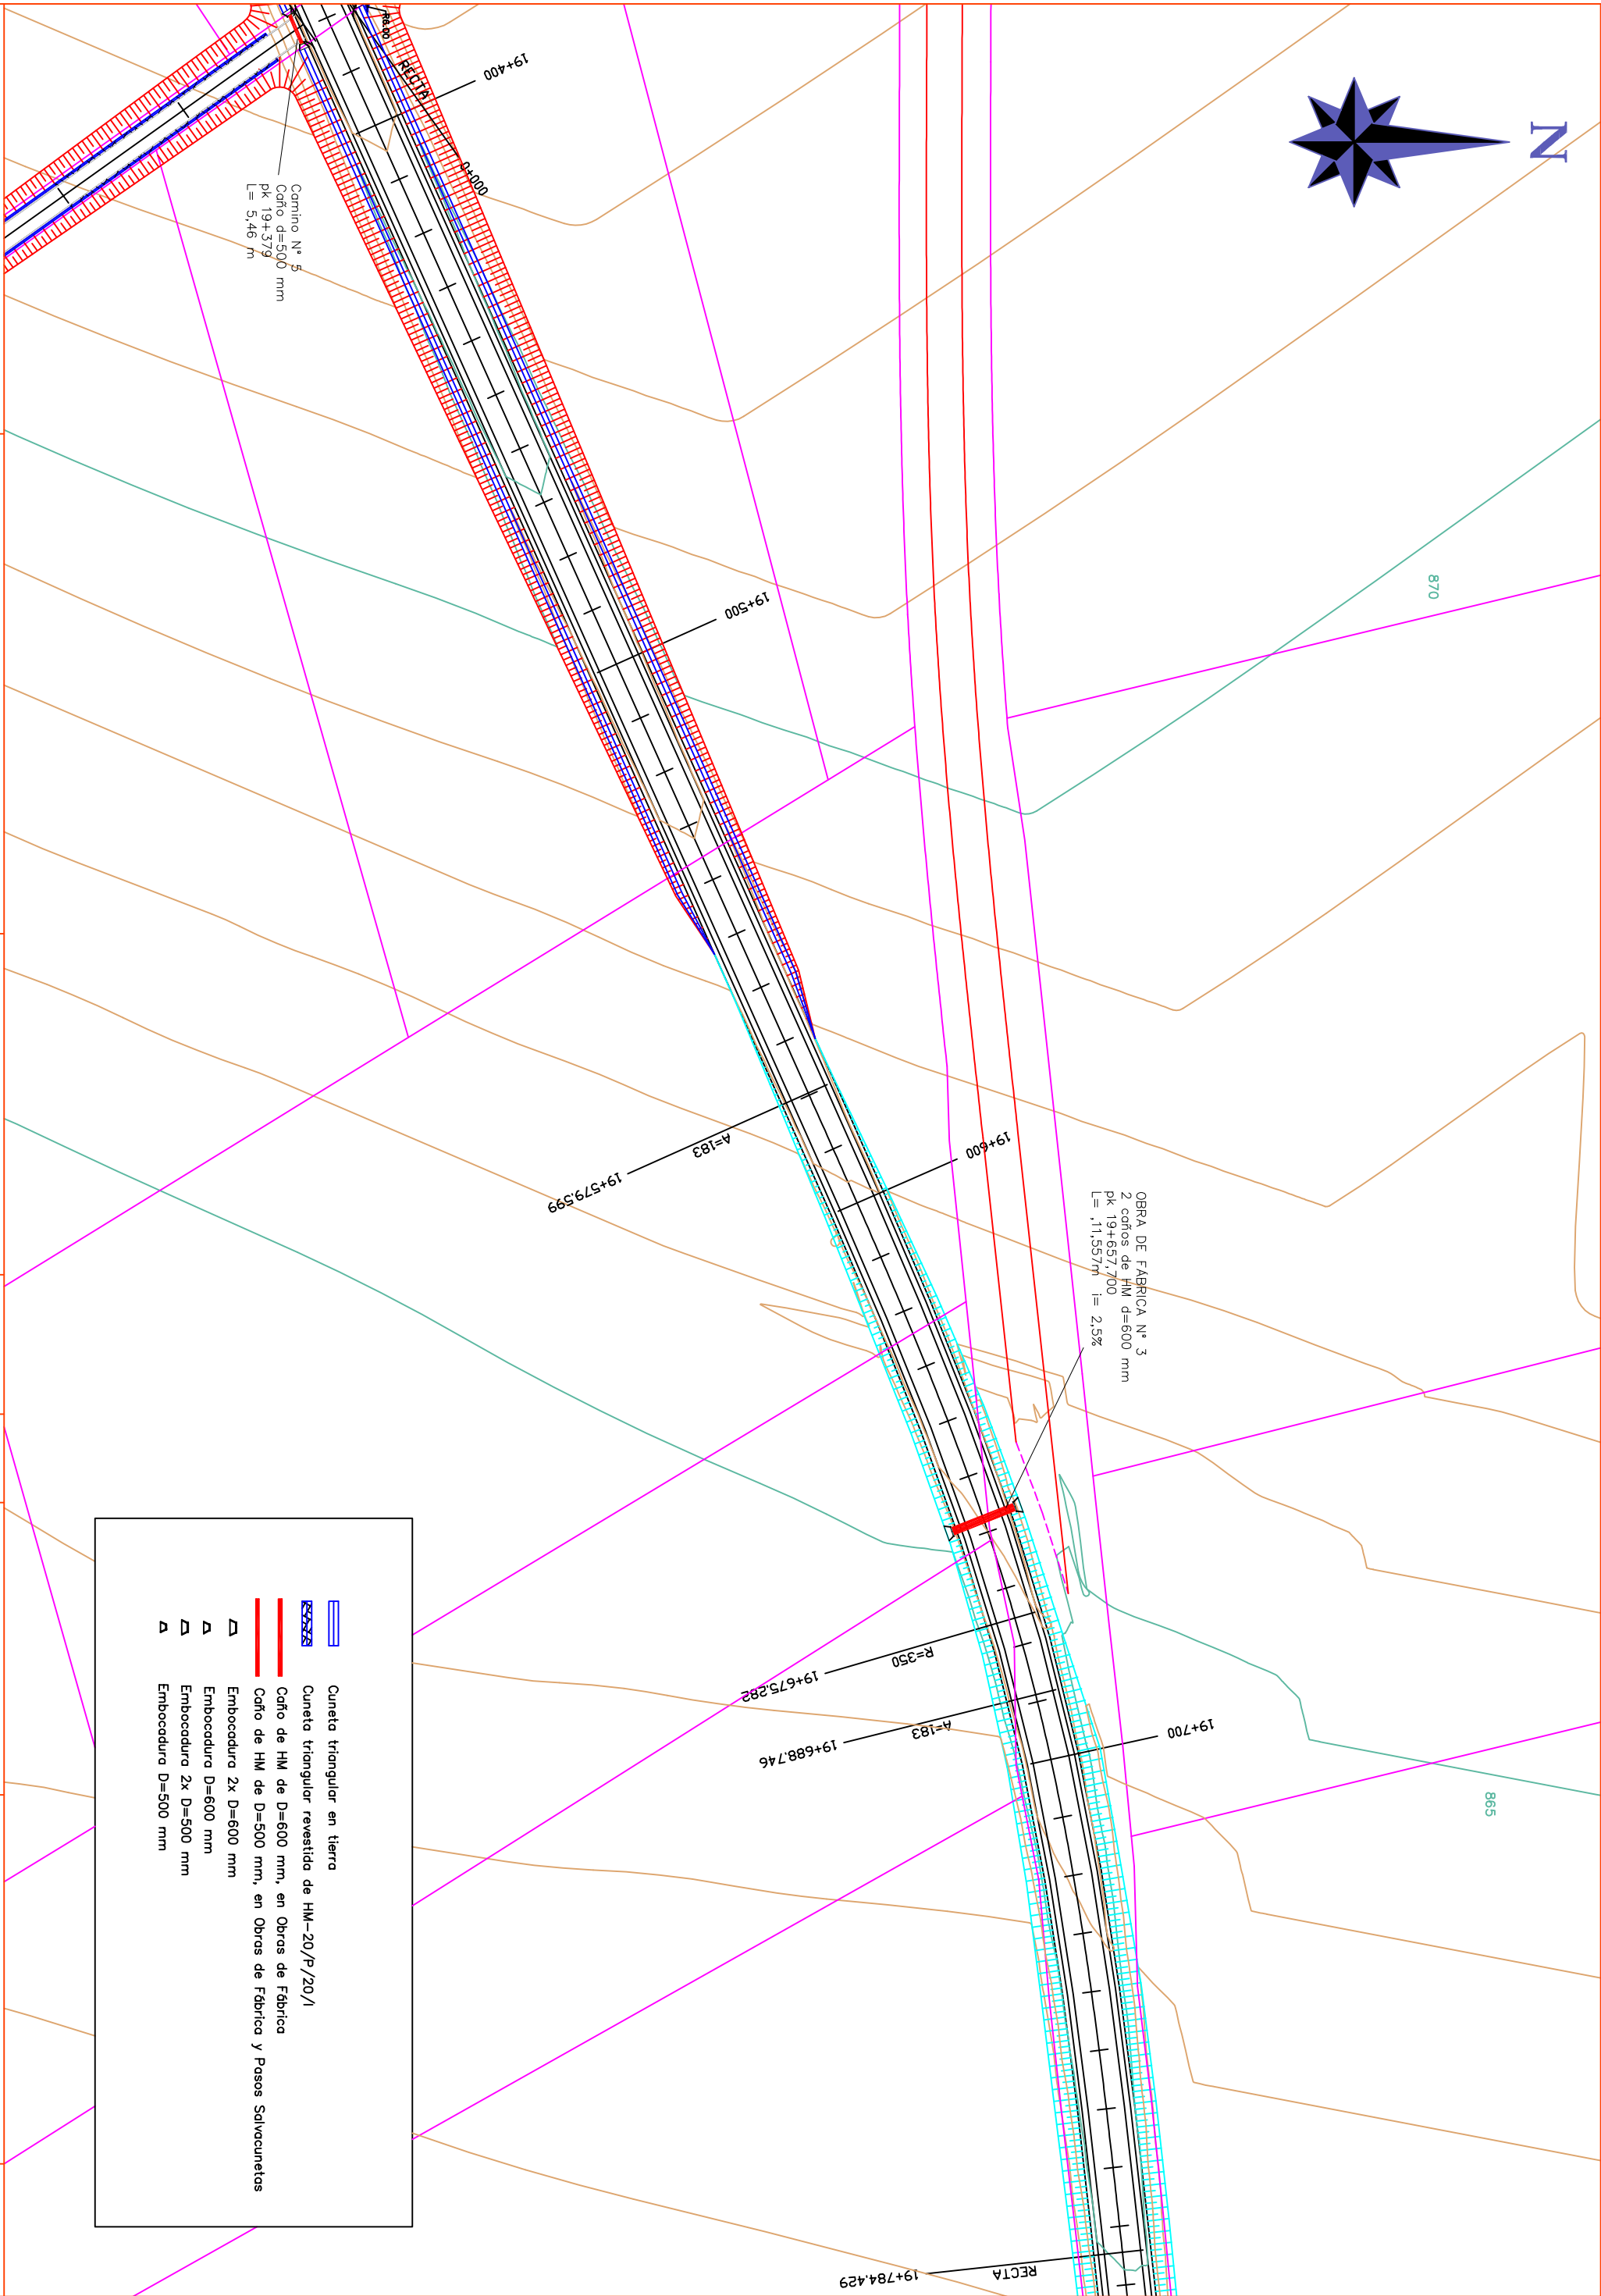 N
R6.00
RECTA
19+400
0+000
Camino Nº 5
Caño d=500 mm
pk 19+379
L= 5,46 m
19+500
870
A=183
19+579.599
19+600
OBRA DE FÁBRICA Nº 3
2 caños de HM d=600 mm
pk 19+657,700
L= ,11,557m i= 2,5%
R=350
19+675.282
A=183
19+688.746
19+700
865
RECTA
19+784.429
Cuneta triangular en tierra
Cuneta triangular revestida de HM-20/P/20/I
Caño de HM de D=600 mm, en Obras de Fábrica
Caño de HM de D=500 mm, en Obras de Fábrica y Pasos Salvacunetas
Embocadura 2x D=600 mm
Embocadura D=600 mm
Embocadura 2x D=500 mm
Embocadura D=500 mm